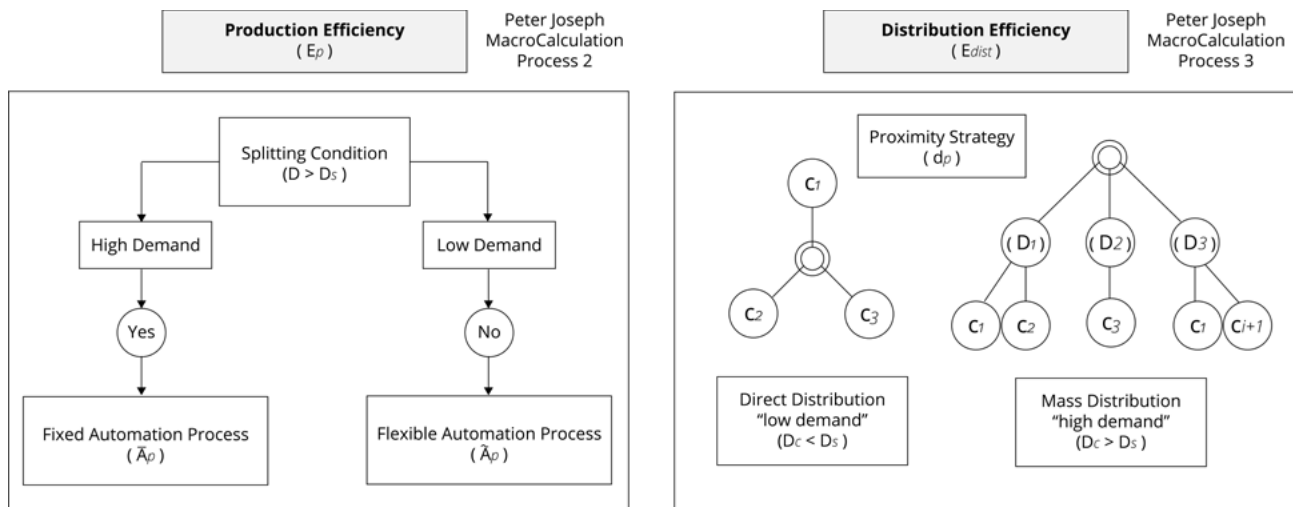 Production Efficiency
( Ep )
Peter Joseph
MacroCalculation
Process 2
Splitting Condition
(D > Ds )
High Demand
Low Demand
Yes
No
Fixed Automation Process
( A̅p )
Flexible Automation Process
( Ãp )
Distribution Efficiency
( Edist )
Peter Joseph
MacroCalculation
Process 3
Proximity Strategy
( dp )
C1
C2
C3
( D1 )
( D2 )
( D3 )
C1
C2
C3
C1
Ci+1
Direct Distribution
“low demand”
(Dc < Ds )
Mass Distribution
“high demand”
(Dc > Ds )